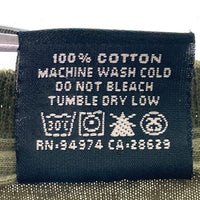 100% COTTON
MACHINE WASH COLD
DO NOT BLEACH
TUMBLE DRY LOW
30°
RN-94974 CA-28629